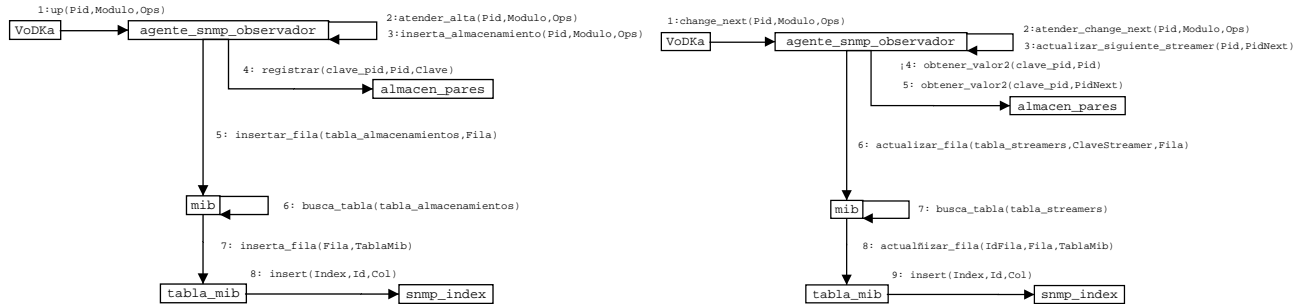 1:up(Pid,Modulo,Ops)
VoDKa
agente_snmp_observador
2:atender_alta(Pid,Modulo,Ops)
3:inserta_almacenamiento(Pid,Modulo,Ops)
4: registrar(clave_pid,Pid,Clave)
almacen_pares
5: insertar_fila(tabla_almacenamientos,Fila)
mib
6: busca_tabla(tabla_almacenamientos)
7: inserta_fila(Fila,TablaMib)
8: insert(Index,Id,Col)
tabla_mib
snmp_index
1:change_next(Pid,Modulo,Ops)
VoDKa
agente_snmp_observador
2:atender_change_next(Pid,Modulo,Ops)
3:actualizar_siguiente_streamer(Pid,PidNext)
¡4: obtener_valor2(clave_pid,Pid)
5: obtener_valor2(clave_pid,PidNext)
almacen_pares
6: actualizar_fila(tabla_streamers,ClaveStreamer,Fila)
mib
7: busca_tabla(tabla_streamers)
8: actualñizar_fila(IdFila,Fila,TablaMib)
9: insert(Index,Id,Col)
tabla_mib
snmp_index